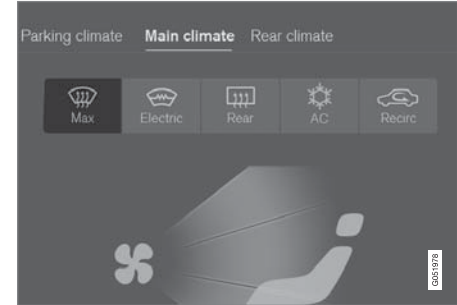 Parking climate Main climate Rear climate
Max Electric Rear AC Recirc
G051978